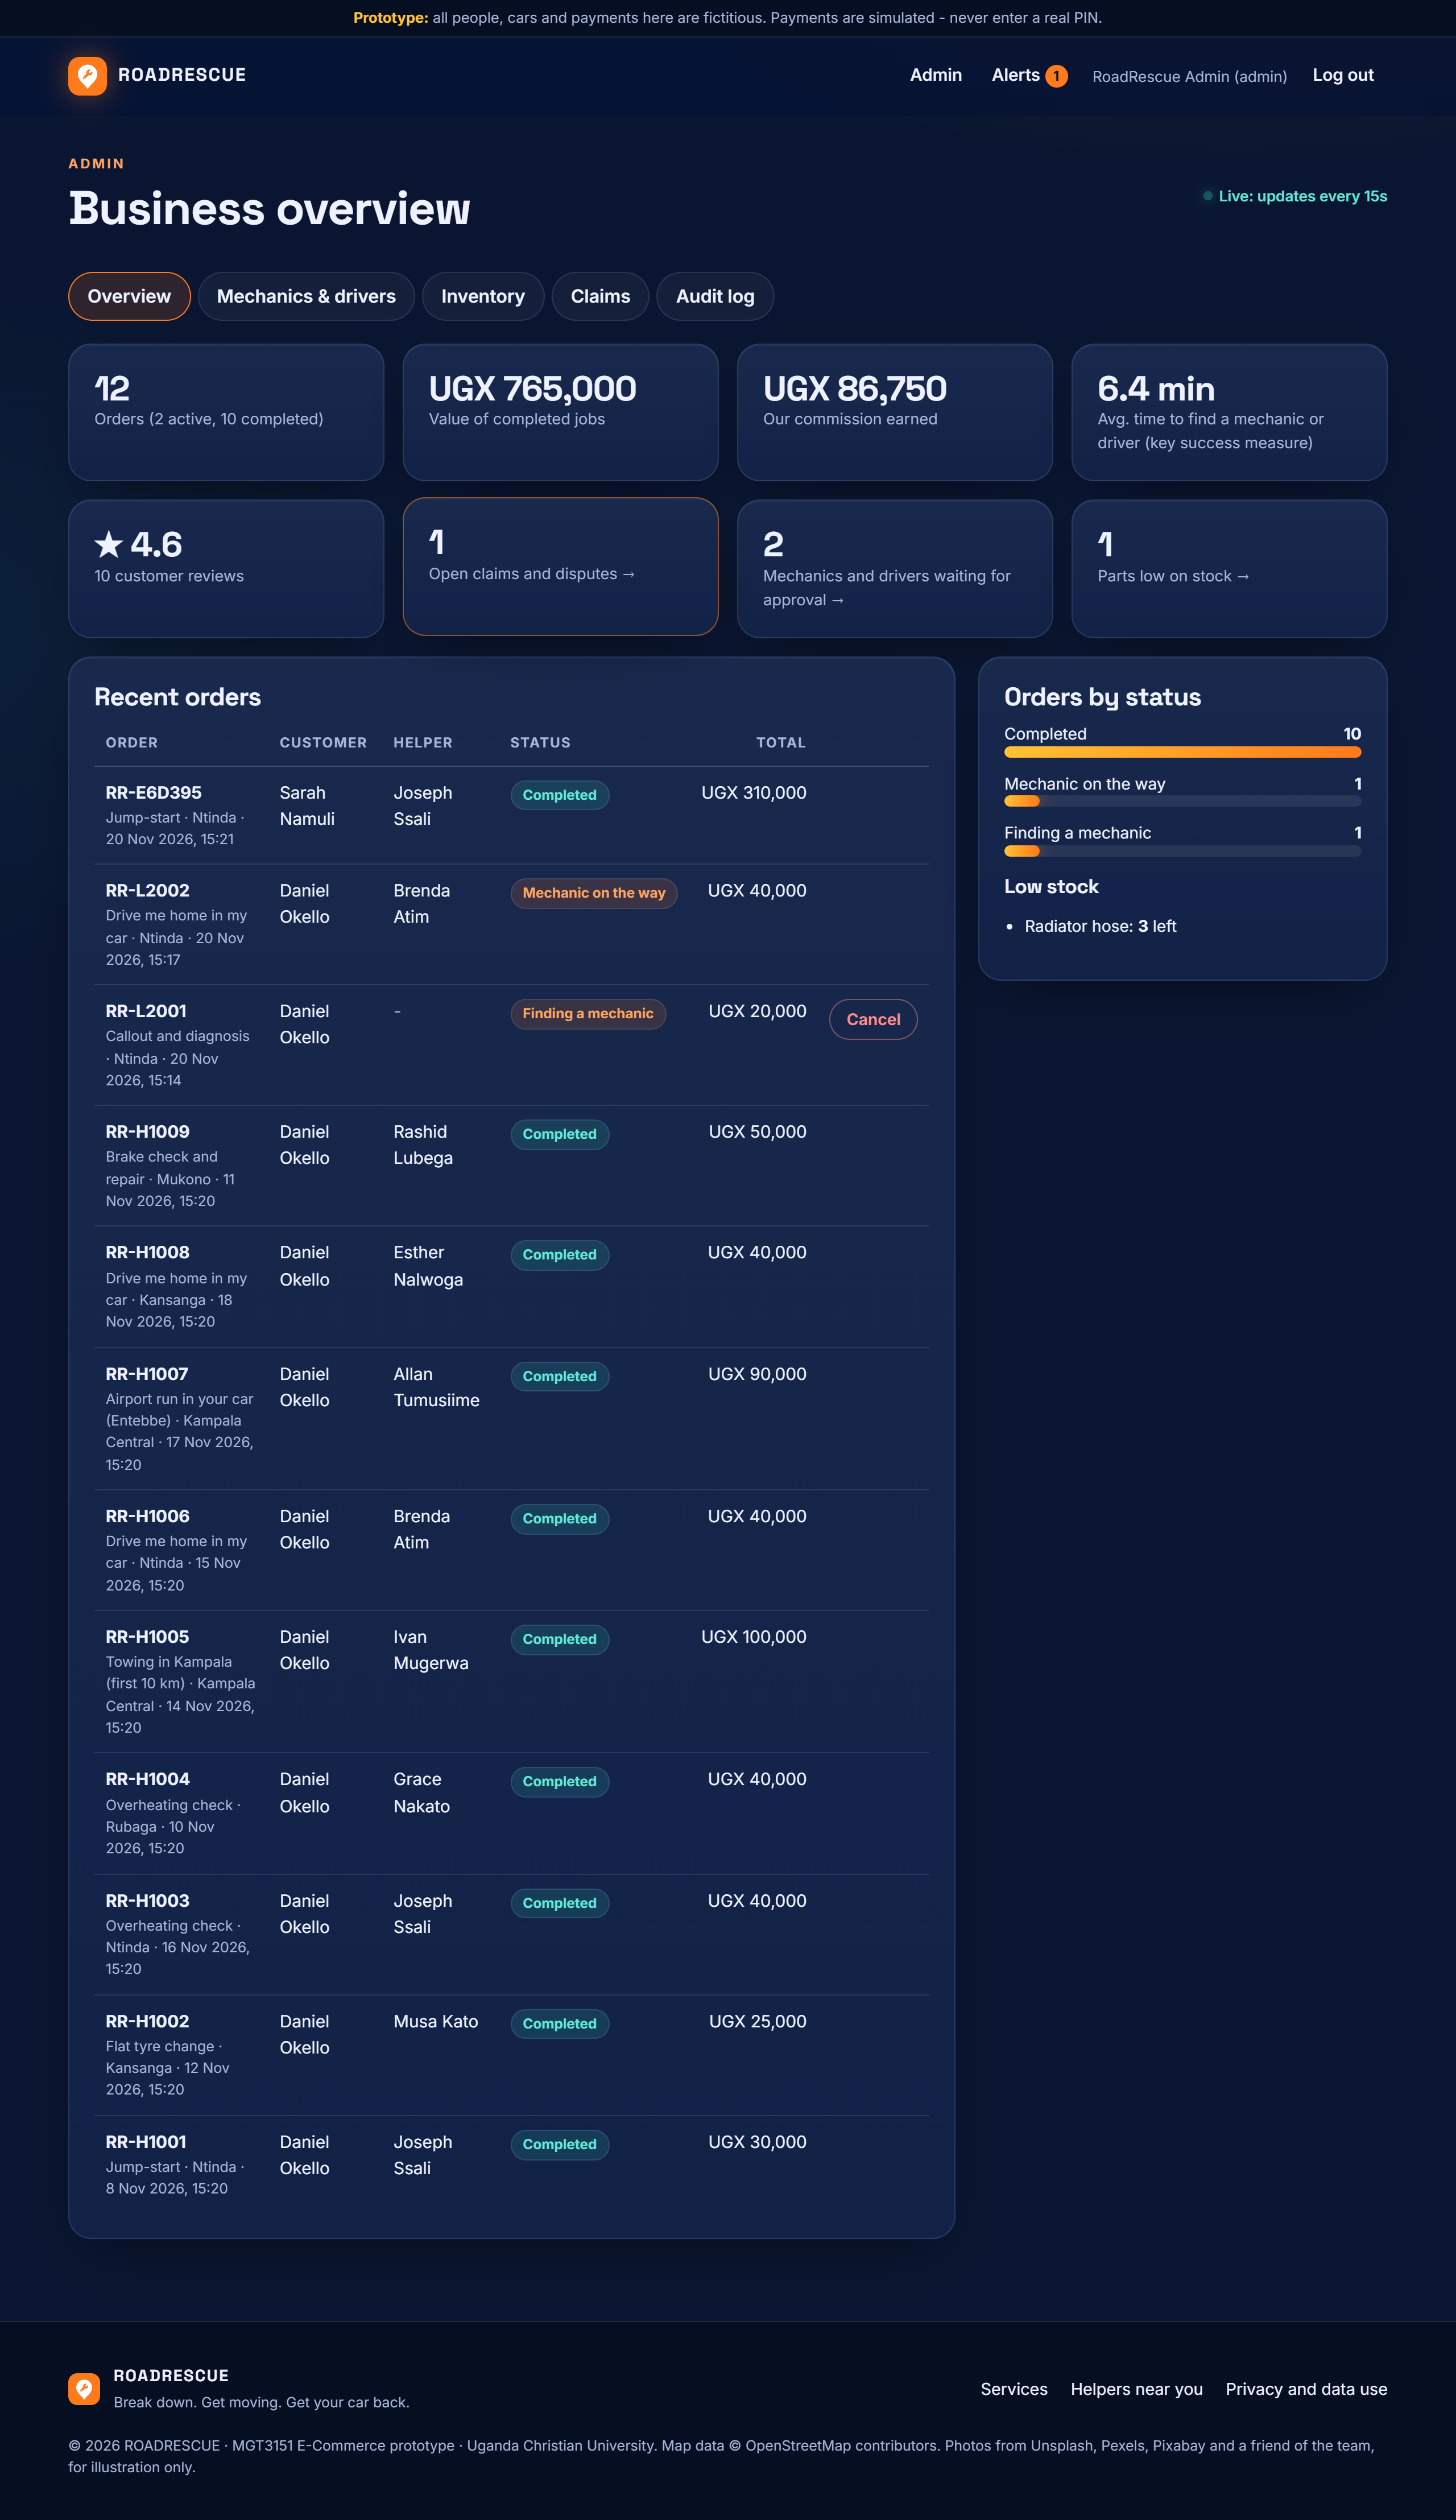 Prototype: all people, cars and payments here are fictitious. Payments are simulated - never enter a real PIN.
ROADRESCUE
Admin
Alerts 1
RoadRescue Admin (admin)
Log out
ADMIN
Business overview
Live: updates every 15s
Overview
Mechanics & drivers
Inventory
Claims
Audit log
12
Orders (2 active, 10 completed)
UGX 765,000
Value of completed jobs
UGX 86,750
Our commission earned
6.4 min
Avg. time to find a mechanic or
driver (key success measure)
★ 4.6
10 customer reviews
1
Open claims and disputes →
2
Mechanics and drivers waiting for
approval →
1
Parts low on stock →
Recent orders
ORDER CUSTOMER HELPER STATUS TOTAL
RR-E6D395 Sarah Joseph Completed UGX 310,000
Jump-start · Ntinda · Namuli Ssali
20 Nov 2026, 15:21
RR-L2002 Daniel Brenda Mechanic on the way UGX 40,000
Drive me home in my Okello Atim
car · Ntinda · 20 Nov
2026, 15:17
RR-L2001 Daniel - Finding a mechanic UGX 20,000 Cancel
Callout and diagnosis Okello
· Ntinda · 20 Nov
2026, 15:14
RR-H1009 Daniel Rashid Completed UGX 50,000
Brake check and Okello Lubega
repair · Mukono · 11
Nov 2026, 15:20
RR-H1008 Daniel Esther Completed UGX 40,000
Drive me home in my Okello Nalwoga
car · Kansanga · 18
Nov 2026, 15:20
RR-H1007 Daniel Allan Completed UGX 90,000
Airport run in your car Okello Tumusiime
(Entebbe) · Kampala
Central · 17 Nov 2026,
15:20
RR-H1006 Daniel Brenda Completed UGX 40,000
Drive me home in my Okello Atim
car · Ntinda · 15 Nov
2026, 15:20
RR-H1005 Daniel Ivan Completed UGX 100,000
Towing in Kampala Okello Mugerwa
(first 10 km) · Kampala
Central · 14 Nov 2026,
15:20
RR-H1004 Daniel Grace Completed UGX 40,000
Overheating check · Okello Nakato
Rubaga · 10 Nov
2026, 15:20
RR-H1003 Daniel Joseph Completed UGX 40,000
Overheating check · Okello Ssali
Ntinda · 16 Nov 2026,
15:20
RR-H1002 Daniel Musa Kato Completed UGX 25,000
Flat tyre change · Okello
Kansanga · 12 Nov
2026, 15:20
RR-H1001 Daniel Joseph Completed UGX 30,000
Jump-start · Ntinda · Okello Ssali
8 Nov 2026, 15:20
Orders by status
Completed 10
Mechanic on the way 1
Finding a mechanic 1
Low stock
• Radiator hose: 3 left
ROADRESCUE
Break down. Get moving. Get your car back.
Services
Helpers near you
Privacy and data use
© 2026 ROADRESCUE · MGT3151 E-Commerce prototype · Uganda Christian University. Map data © OpenStreetMap contributors. Photos from Unsplash, Pexels, Pixabay and a friend of the team,
for illustration only.